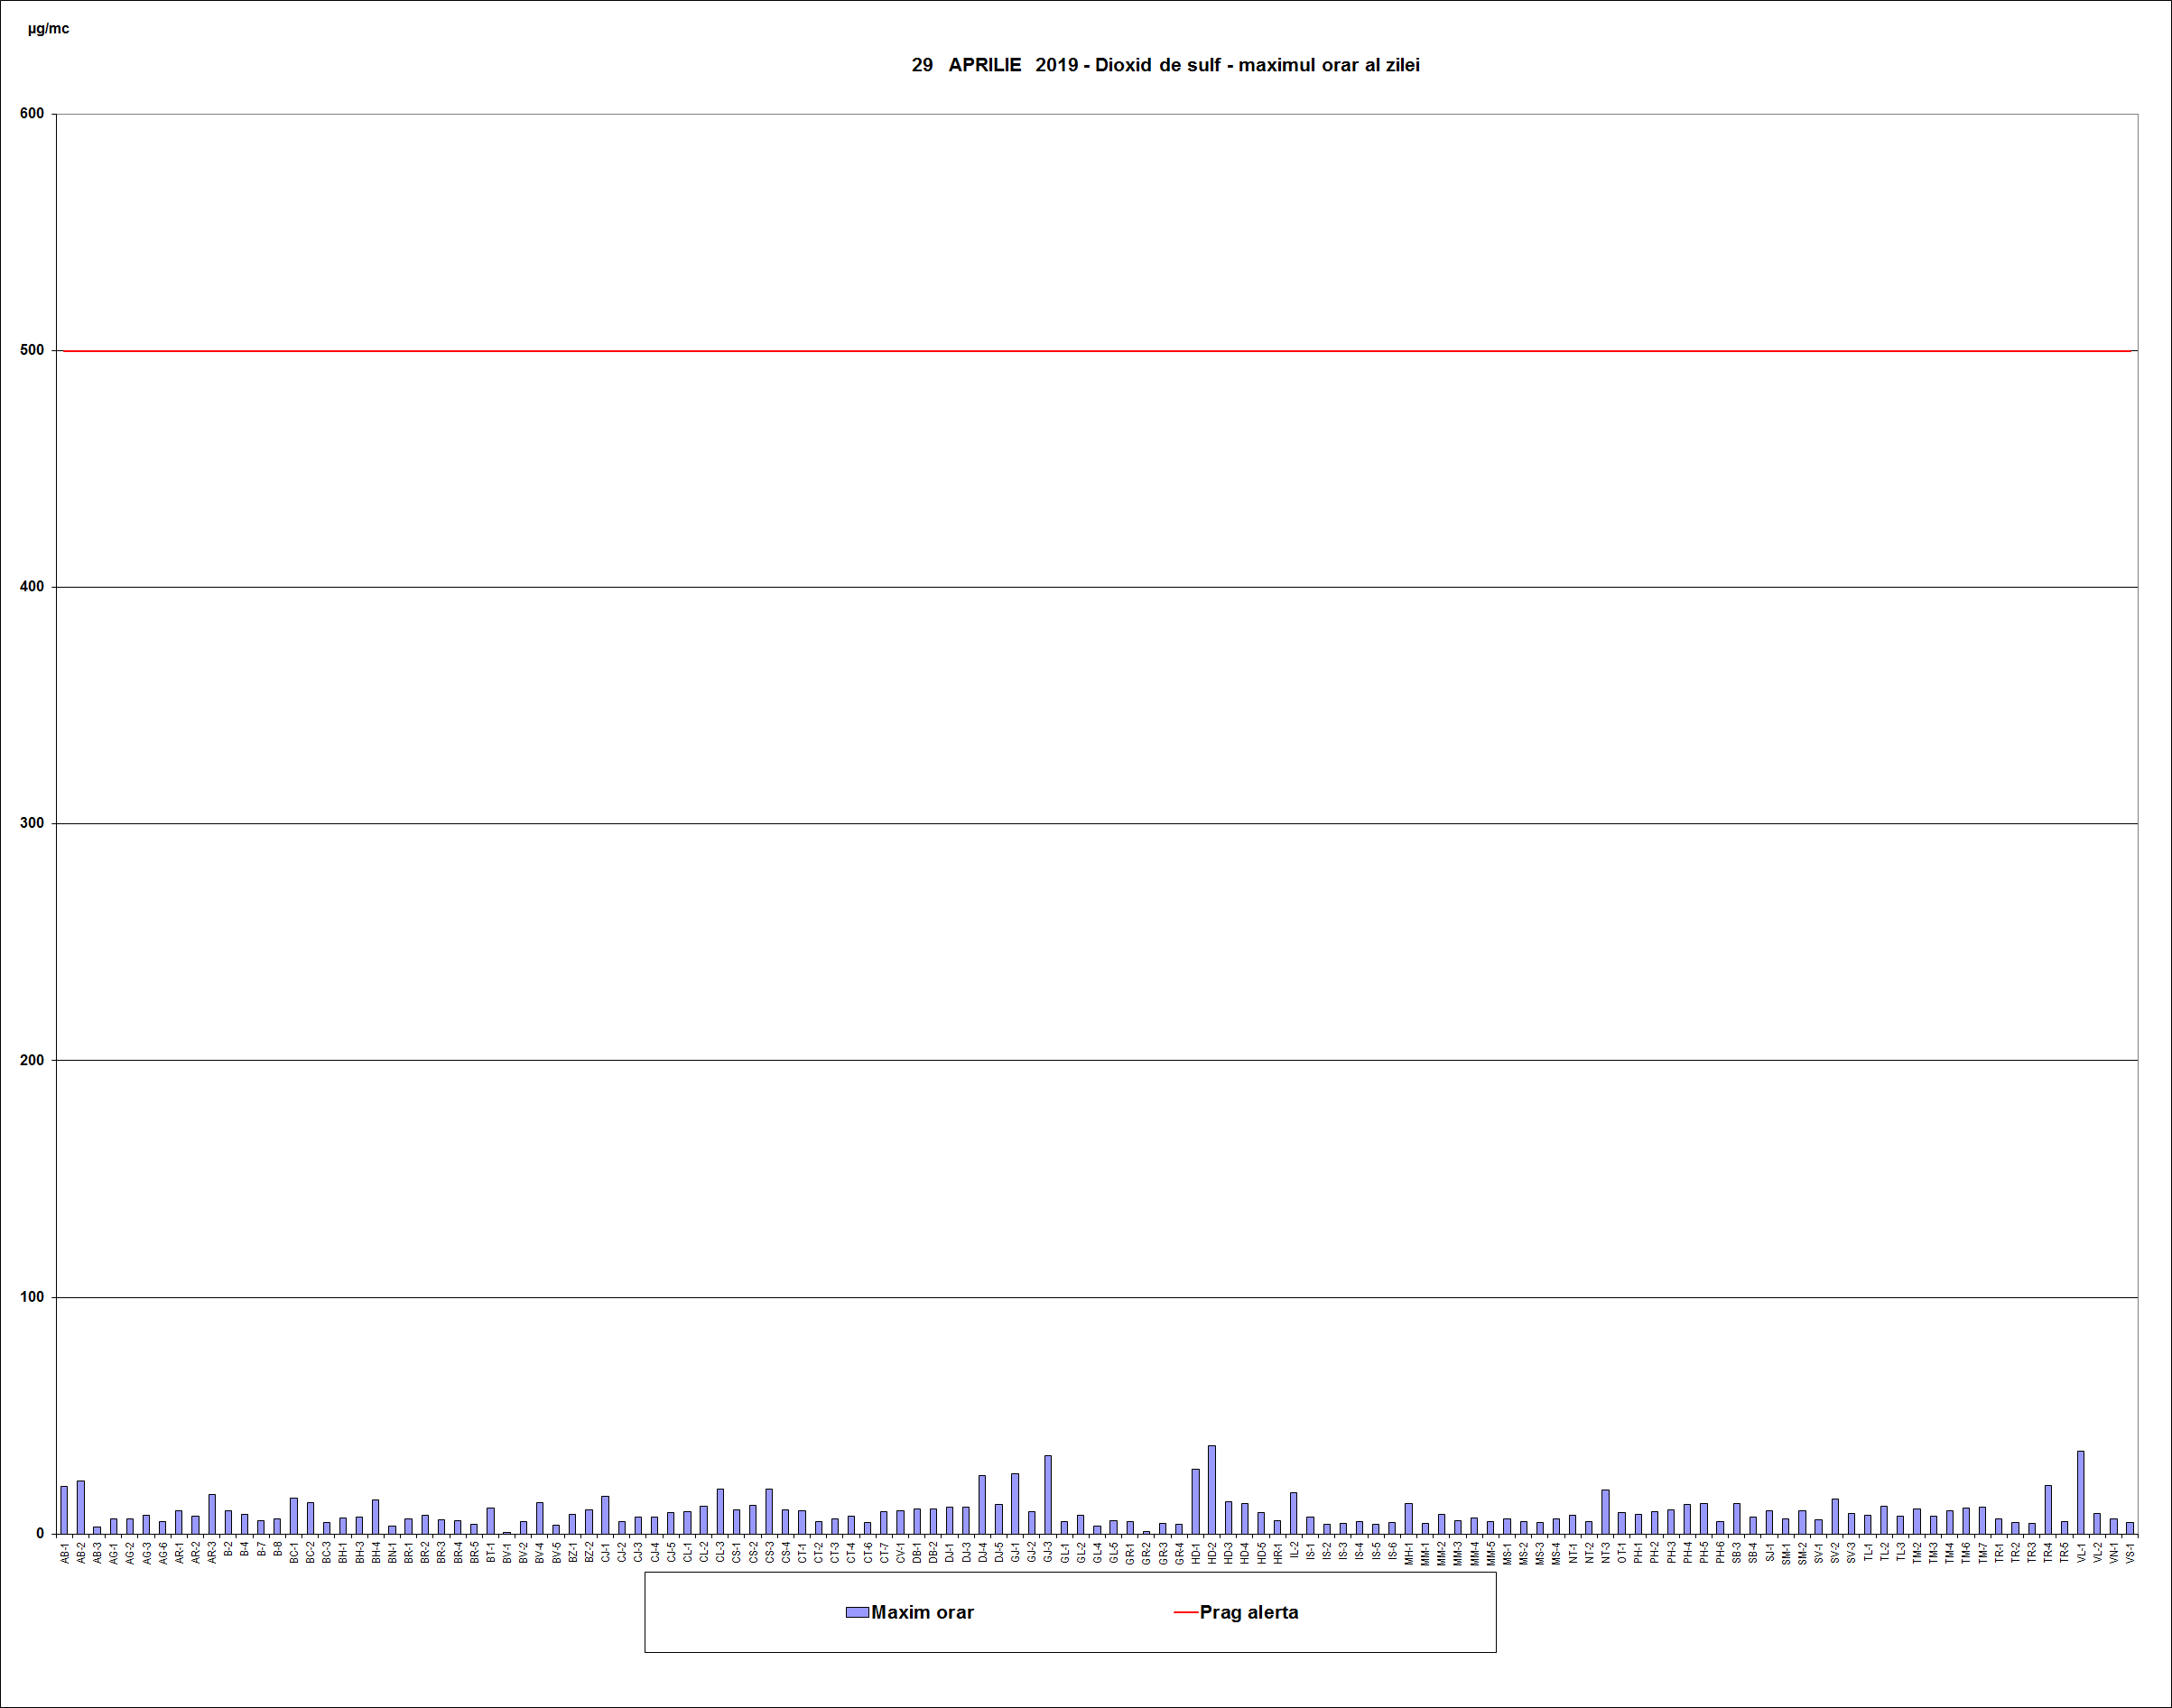 µg/mc
29 APRILIE 2019 - Dioxid de sulf - maximul orar al zilei
600
500
400
300
200
100
0
AB-1
AB-2
AB-3
AG-1
AG-2
AG-3
AG-6
AR-1
AR-2
AR-3
B-2
B-4
B-7
B-8
BC-1
BC-2
BC-3
BH-1
BH-3
BH-4
BN-1
BR-1
BR-2
BR-3
BR-4
BR-5
BT-1
BV-1
BV-2
BV-4
BV-5
BZ-1
BZ-2
CJ-1
CJ-2
CJ-3
CJ-4
CJ-5
CL-1
CL-2
CL-3
CS-1
CS-2
CS-3
CS-4
CT-1
CT-2
CT-3
CT-4
CT-6
CT-7
CV-1
DB-1
DB-2
DJ-1
DJ-3
DJ-4
DJ-5
GJ-1
GJ-2
GJ-3
GL-1
GL-2
GL-4
GL-5
GR-1
GR-2
GR-3
GR-4
HD-1
HD-2
HD-3
HD-4
HD-5
HR-1
IL-2
IS-1
IS-2
IS-3
IS-4
IS-5
IS-6
MH-1
MM-1
MM-2
MM-3
MM-4
MM-5
MS-1
MS-2
MS-3
MS-4
NT-1
NT-2
NT-3
OT-1
PH-1
PH-2
PH-3
PH-4
PH-5
PH-6
SB-3
SB-4
SJ-1
SM-1
SM-2
SV-1
SV-2
SV-3
TL-1
TL-2
TL-3
TM-2
TM-3
TM-4
TM-6
TM-7
TR-1
TR-2
TR-3
TR-4
TR-5
VL-1
VL-2
VN-1
VS-1
Maxim orar
Prag alerta